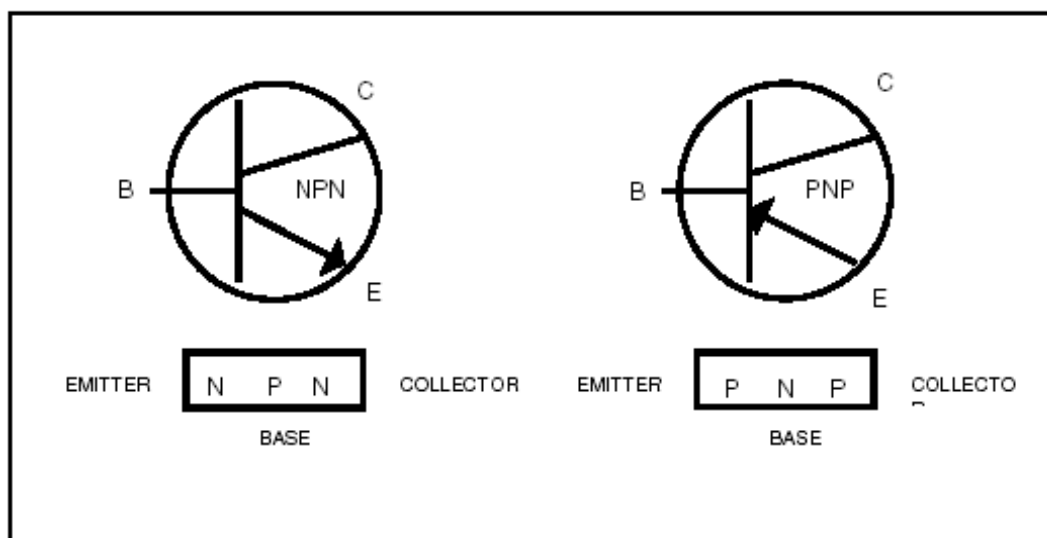 C
B
NPN
E
EMITTER
N P N
COLLECTOR
BASE
C
B
PNP
E
EMITTER
P N P
COLLECTO
BASE